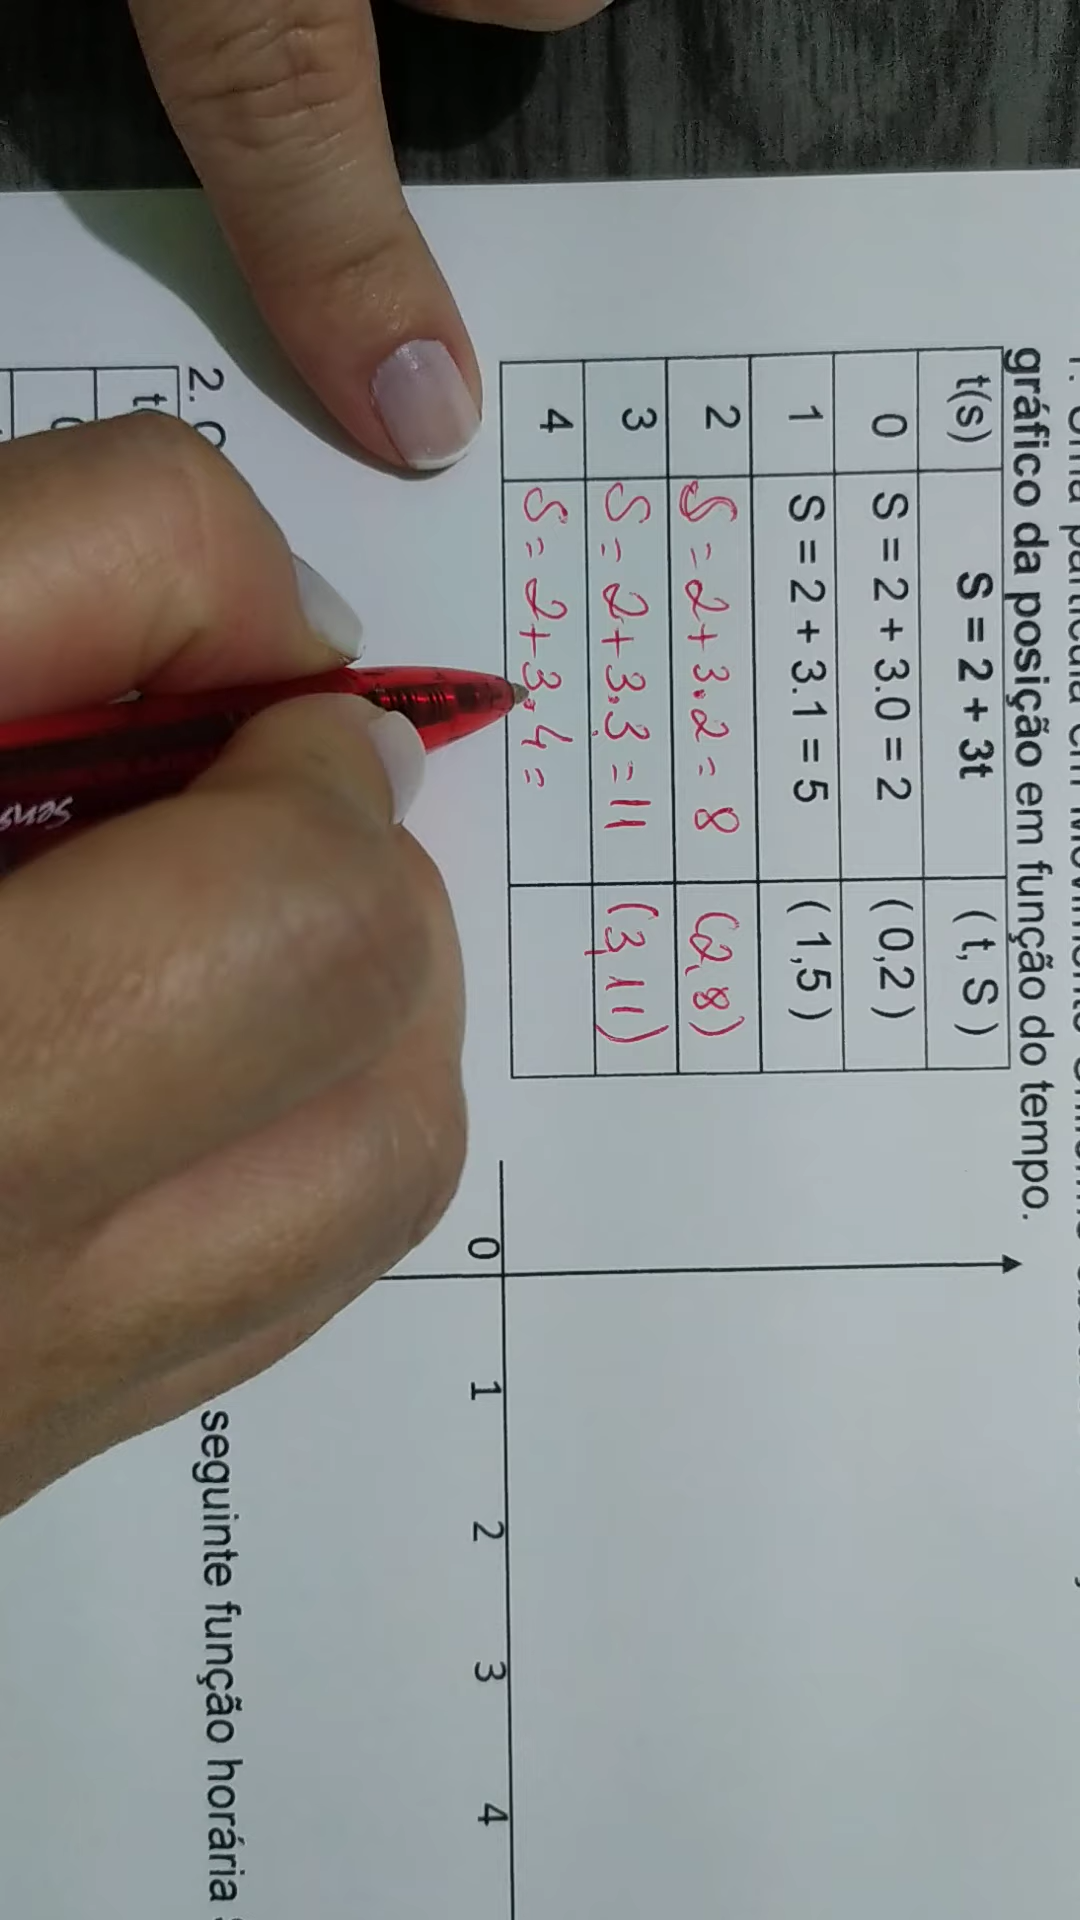 gráfico da posição em função do tempo.
t(s) S = 2 + 3t ( t, S )
0 S = 2 + 3.0 = 2 ( 0,2 )
1 S = 2 + 3.1 = 5 ( 1,5 )
2 S = 2 + 3.2 = 8 (2,8)
3 S = 2 + 3.3 = 11 (3,11)
4 S = 2 + 3.4 =
0 1 2 3 4
2. seguinte função horária
Sens